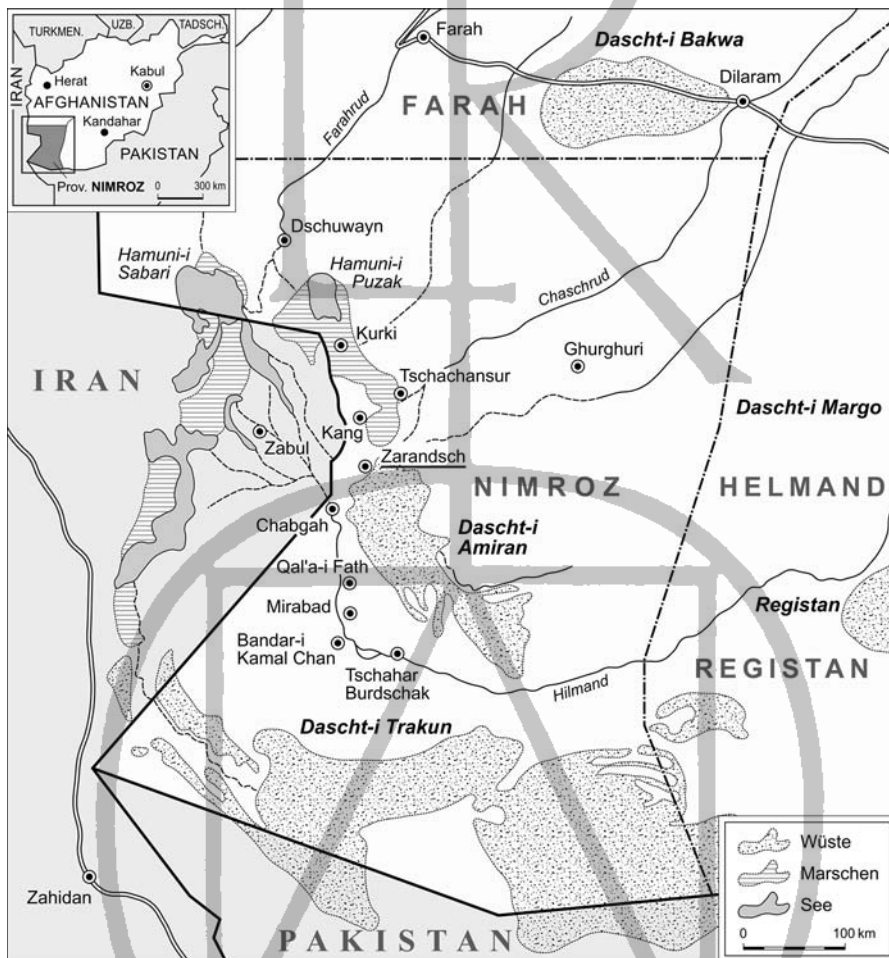 TURKMEN.
UZB.
TADSCH.
Herat
Kabul
IRAN
AFGHANISTAN
Kandahar
PAKISTAN
Prov. NIMROZ
0 300 km
Farah
Dascht-i Bakwa
Dilaram
FARAH
Farahrud
Dschuwayn
Hamuni-i
Sabari
Hamuni-i
Puzak
Chaschrud
Kurki
Ghurghuri
IRAN
Tschachansur
Dascht-i Margo
Kang
Zabul
Zarandsch
NIMROZ
HELMAND
Chabgah
Dascht-i
Amiran
Qal'a-i Fath
Mirabad
Registan
Bandar-i
Kamal Chan
Tschahar
Burdschak
REGISTAN
Hilmand
Dascht-i Trakun
Zahidan
PAKISTAN
Wüste
Marschen
See
0 100 km